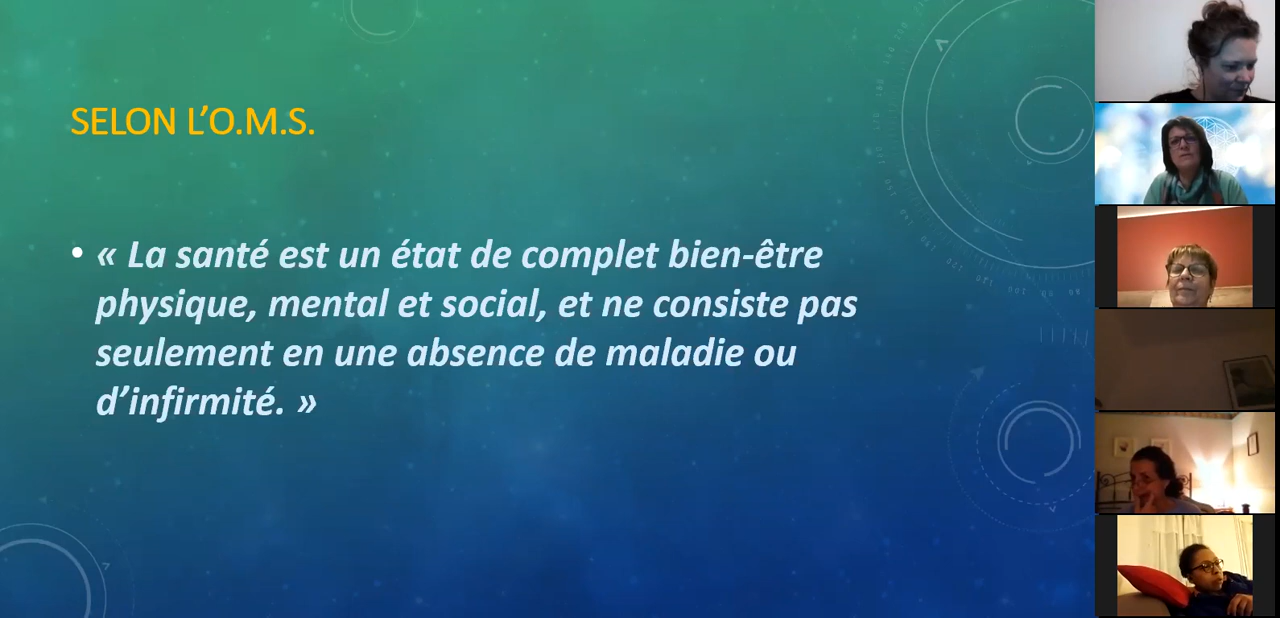 SELON L'O.M.S.
• « La santé est un état de complet bien-être
physique, mental et social, et ne consiste pas
seulement en une absence de maladie ou
d'infirmité. »